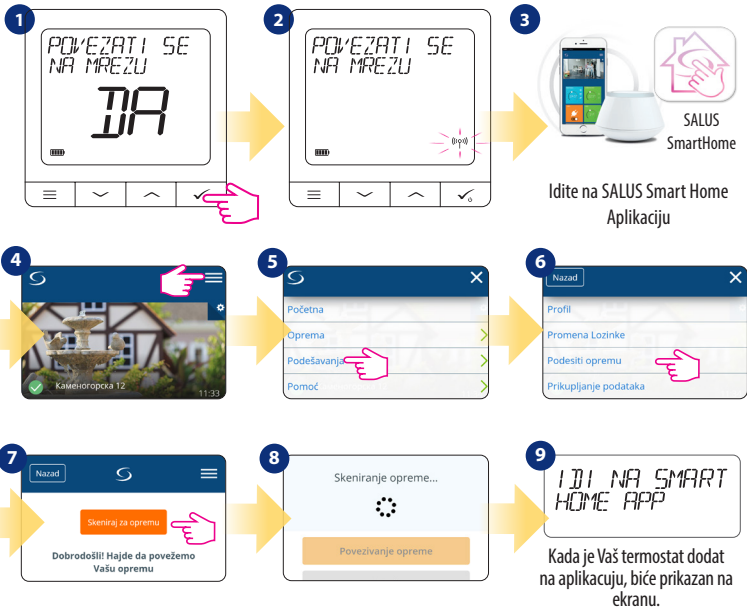 1
POVEZATI SE
NA MREZU
DA
2
POVEZATI SE
NA MREZU
3
SALUS
SmartHome
Idite na SALUS Smart Home
Aplikaciju
4
Каменогорска 12
11:33
5
Početna
Oprema
Podešavanja
Pomoć
6
Nazad
Profil
Promena Lozinke
Podesiti opremu
Prikupljanje podataka
7
Nazad
Skeniraj za opremu
Dobrodošli! Hajde da povežemo
Vašu opremu
8
Skeniranje opreme...
Povezivanje opreme
9
IDI NA SMART
HOME APP
Kada je Vaš termostat dodat
na aplikacuju, biće prikazan na
ekranu.